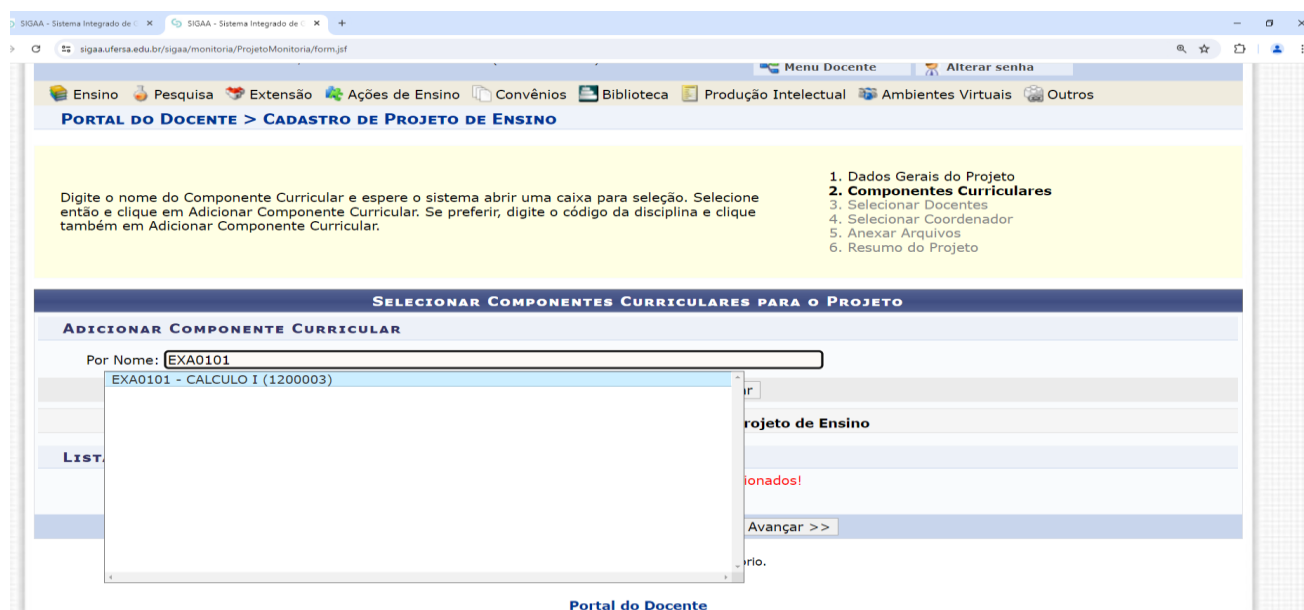 SIGAA - Sistema Integrado de G
SIGAA - Sistema Integrado de G
sigaa.ufersa.edu.br/sigaa/monitoria/ProjetoMonitoria/form.jsf
Menu Docente Alterar senha
Ensino Pesquisa Extensão Ações de Ensino Convênios Biblioteca Produção Intelectual Ambientes Virtuais Outros
PORTAL DO DOCENTE > CADASTRO DE PROJETO DE ENSINO
Digite o nome do Componente Curricular e espere o sistema abrir uma caixa para seleção. Selecione
então e clique em Adicionar Componente Curricular. Se preferir, digite o código da disciplina e clique
também em Adicionar Componente Curricular.
1. Dados Gerais do Projeto
2. Componentes Curriculares
3. Selecionar Docentes
4. Selecionar Coordenador
5. Anexar Arquivos
6. Resumo do Projeto
SELECIONAR COMPONENTES CURRICULARES PARA O PROJETO
ADICIONAR COMPONENTE CURRICULAR
Por Nome: EXA0101
EXA0101 - CALCULO I (1200003)
ar
rojeto de Ensino
LIST
ionados!
Avançar >>
ório.
Portal do Docente